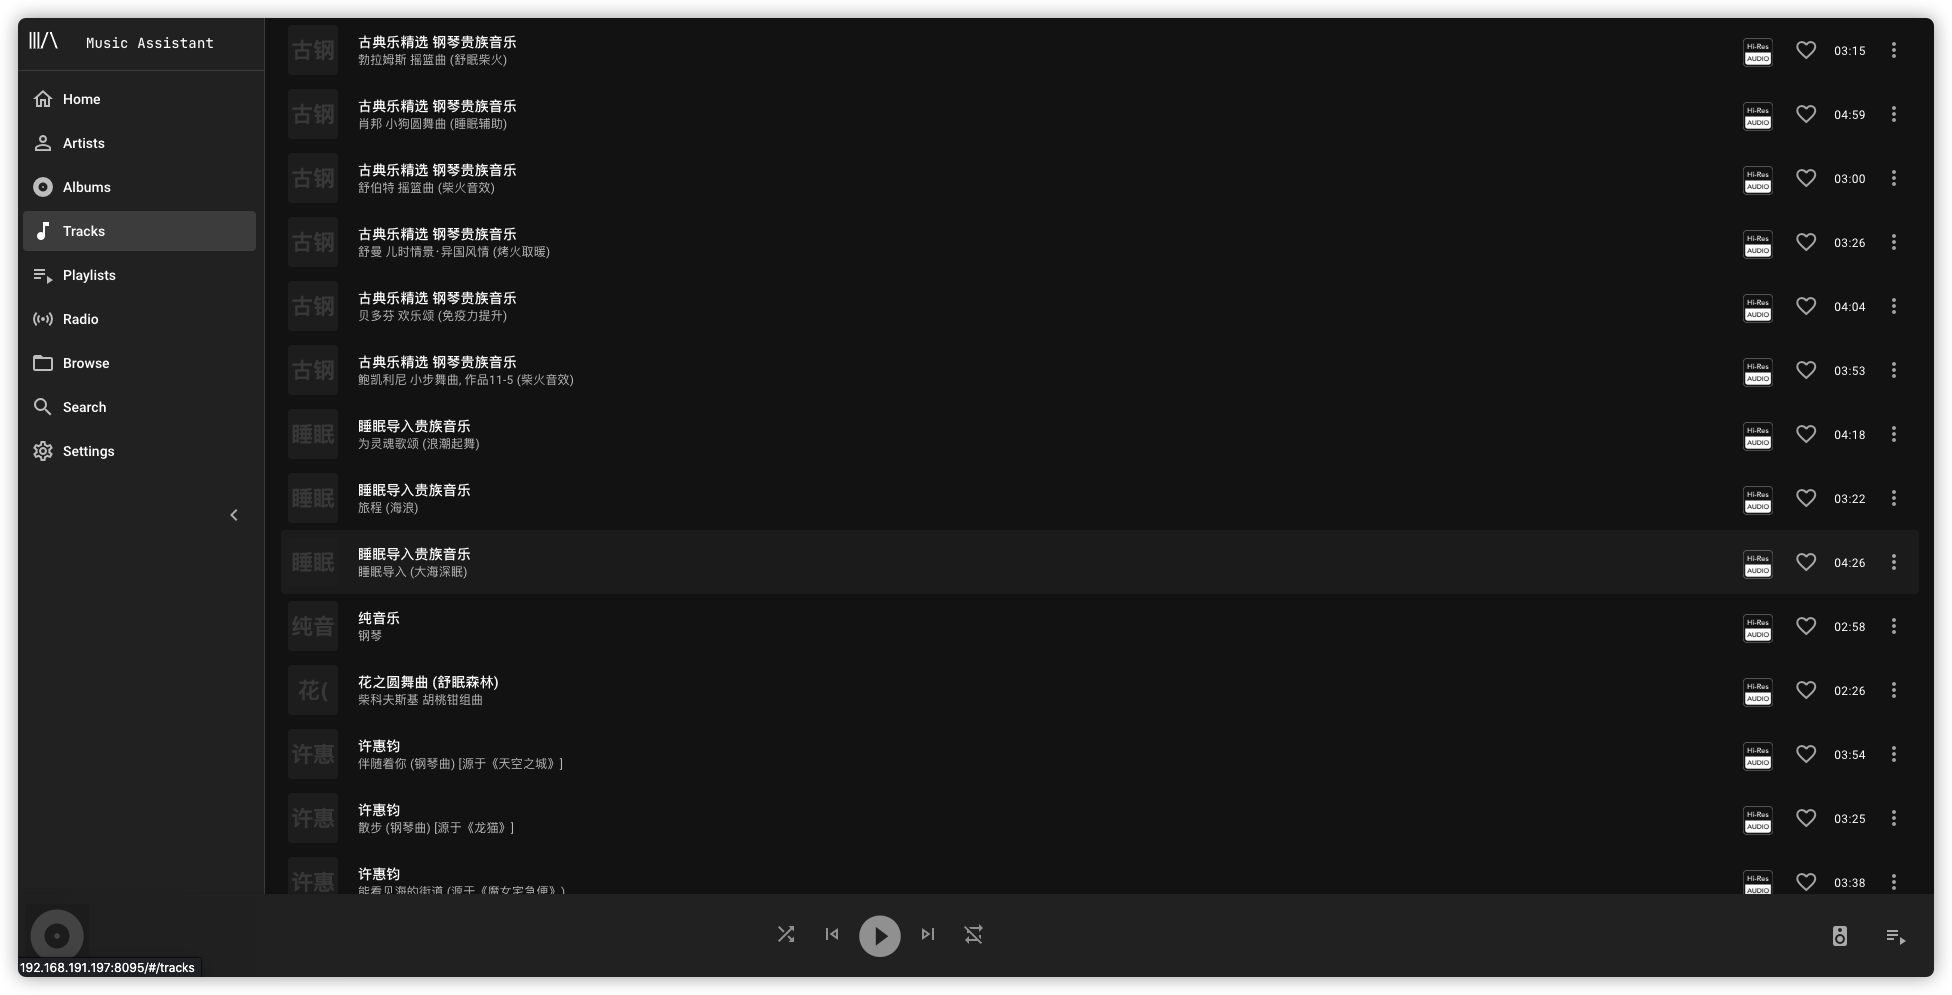 Music Assistant
Home
Artists
Albums
Tracks
Playlists
Radio
Browse
Search
Settings
古钢
古典乐精选 钢琴贵族音乐
勃拉姆斯 摇篮曲 (舒眠柴火)
Hi-Res
AUDIO
03:15
古钢
古典乐精选 钢琴贵族音乐
肖邦 小狗圆舞曲 (睡眠辅助)
Hi-Res
AUDIO
04:59
古钢
古典乐精选 钢琴贵族音乐
舒伯特 摇篮曲 (柴火音效)
Hi-Res
AUDIO
03:00
古钢
古典乐精选 钢琴贵族音乐
舒曼 儿时情景·异国风情 (烤火取暖)
Hi-Res
AUDIO
03:26
古钢
古典乐精选 钢琴贵族音乐
贝多芬 欢乐颂 (免疫力提升)
Hi-Res
AUDIO
04:04
古钢
古典乐精选 钢琴贵族音乐
鲍凯利尼 小步舞曲, 作品11-5 (柴火音效)
Hi-Res
AUDIO
03:53
睡眠
睡眠导入贵族音乐
为灵魂歌颂 (浪潮起舞)
Hi-Res
AUDIO
04:18
睡眠
睡眠导入贵族音乐
旅程 (海浪)
Hi-Res
AUDIO
03:22
睡眠
睡眠导入贵族音乐
睡眠导入 (大海深眠)
Hi-Res
AUDIO
04:26
纯音
纯音乐
钢琴
Hi-Res
AUDIO
02:58
花(
花之圆舞曲 (舒眠森林)
柴科夫斯基 胡桃钳组曲
Hi-Res
AUDIO
02:26
许惠
许惠钧
伴随着你 (钢琴曲) [源于《天空之城》]
Hi-Res
AUDIO
03:54
许惠
许惠钧
散步 (钢琴曲) [源于《龙猫》]
Hi-Res
AUDIO
03:25
许惠
许惠钧
能看见海的街道 (源于《魔女宅急便》)
Hi-Res
AUDIO
03:38
192.168.191.197:8095/#/tracks